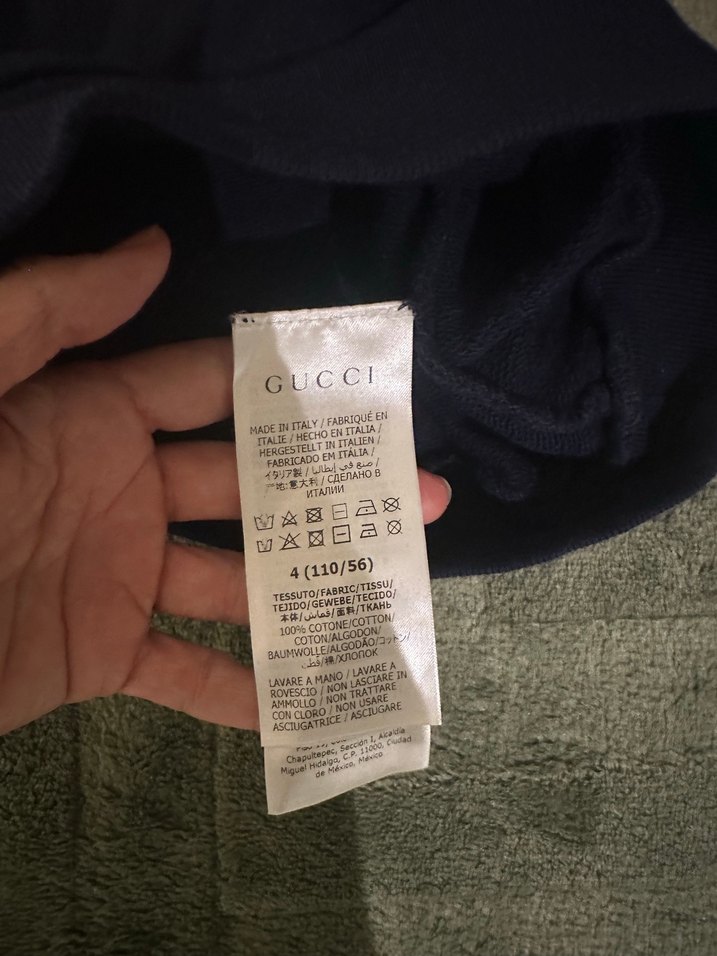 GUCCI
MADE IN ITALY / FABRIQUÉ EN
ITALIE / HECHO EN ITALIA /
HERGESTELLT IN ITALIEN /
FABRICADO EM ITÁLIA /
イタリア製 / صنع في إيطاليا /
产地:意大利 / СДЕЛАНО В
ИТАЛИИ
4 (110/56)
TESSUTO/FABRIC/TISSU/
TEJIDO/GEWEBE/TECIDO/
本体/قماش/面料/ТКАНЬ
100% COTONE/COTTON/
COTON/ALGODON/
BAUMWOLLE/ALGODÃO/コットン/
قطن/棉/ХЛОПОК
LAVARE A MANO / LAVARE A
ROVESCIO / NON LASCIARE IN
AMMOLLO / NON TRATTARE
CON CLORO / NON USARE
ASCIUGATRICE / ASCIUGARE
Chapultepec, Sección I, Alcaldía
Miguel Hidalgo, C.P. 11000, Ciudad
de México, México